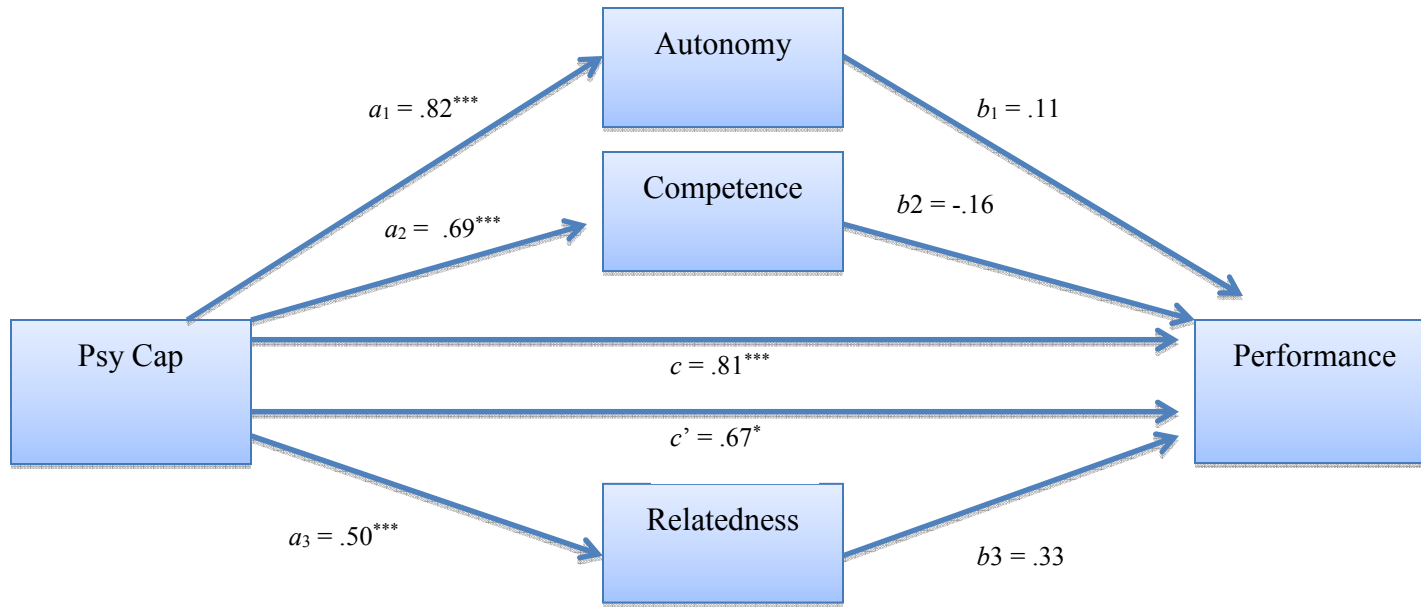 Autonomy
a1 = .82***
b1 = .11
Competence
a2 = .69***
b2 = -.16
Psy Cap
Performance
c = .81***
c’ = .67*
Relatedness
a3 = .50***
b3 = .33